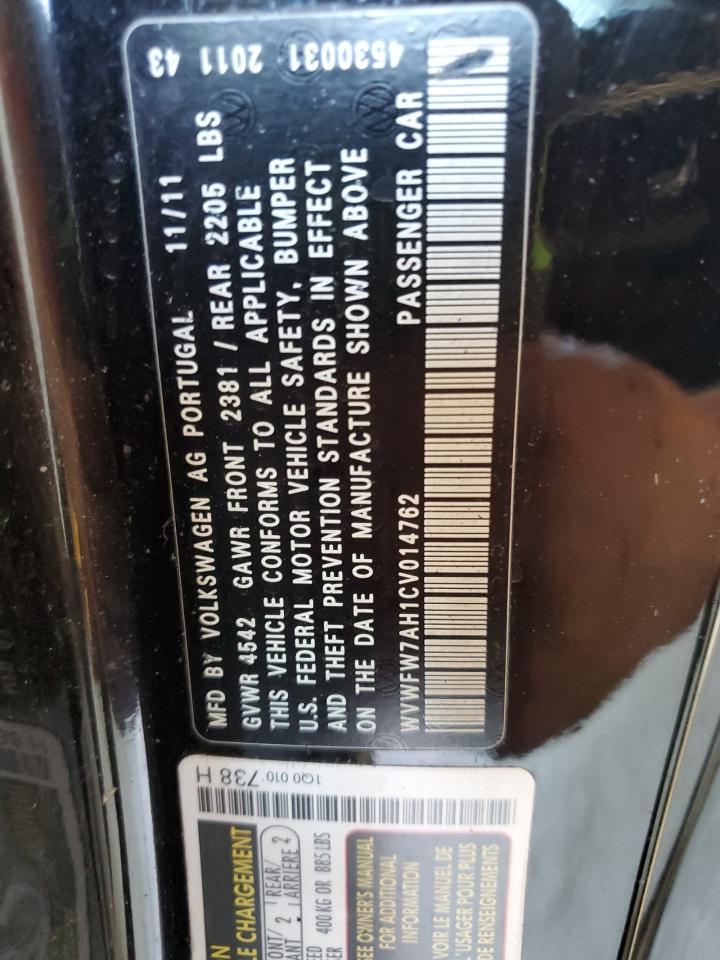 2011 43 4530031
MFD BY VOLKSWAGEN AG PORTUGAL 11/11
GVWR 4542 GAWR FRONT 2381 / REAR 2205 LBS
THIS VEHICLE CONFORMS TO ALL APPLICABLE
U.S. FEDERAL MOTOR VEHICLE SAFETY, BUMPER
AND THEFT PREVENTION STANDARDS IN EFFECT
ON THE DATE OF MANUFACTURE SHOWN ABOVE
WVWFW7AH1CV014762 PASSENGER CAR
1Q0 010 738 H
E CHARGEMENT
2 REAR/
2 ARRIÈRE 2
400 KG OR 885 LBS
SEE OWNER'S MANUAL
FOR ADDITIONAL
INFORMATION
VOIR LE MANUEL DE
L'USAGER POUR PLUS
DE RENSEIGNEMENTS